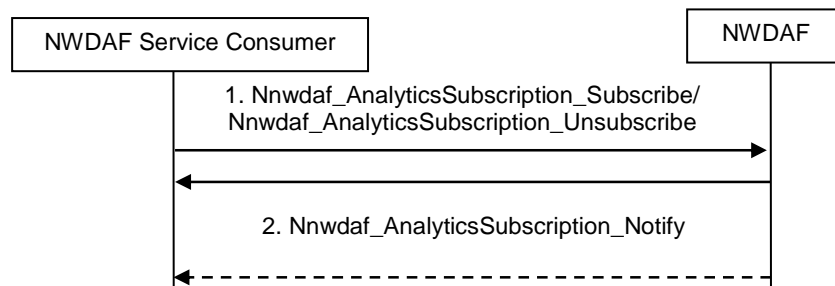 NWDAF Service Consumer
NWDAF
1. Nnwdaf_AnalyticsSubscription_Subscribe/
Nnwdaf_AnalyticsSubscription_Unsubscribe
2. Nnwdaf_AnalyticsSubscription_Notify